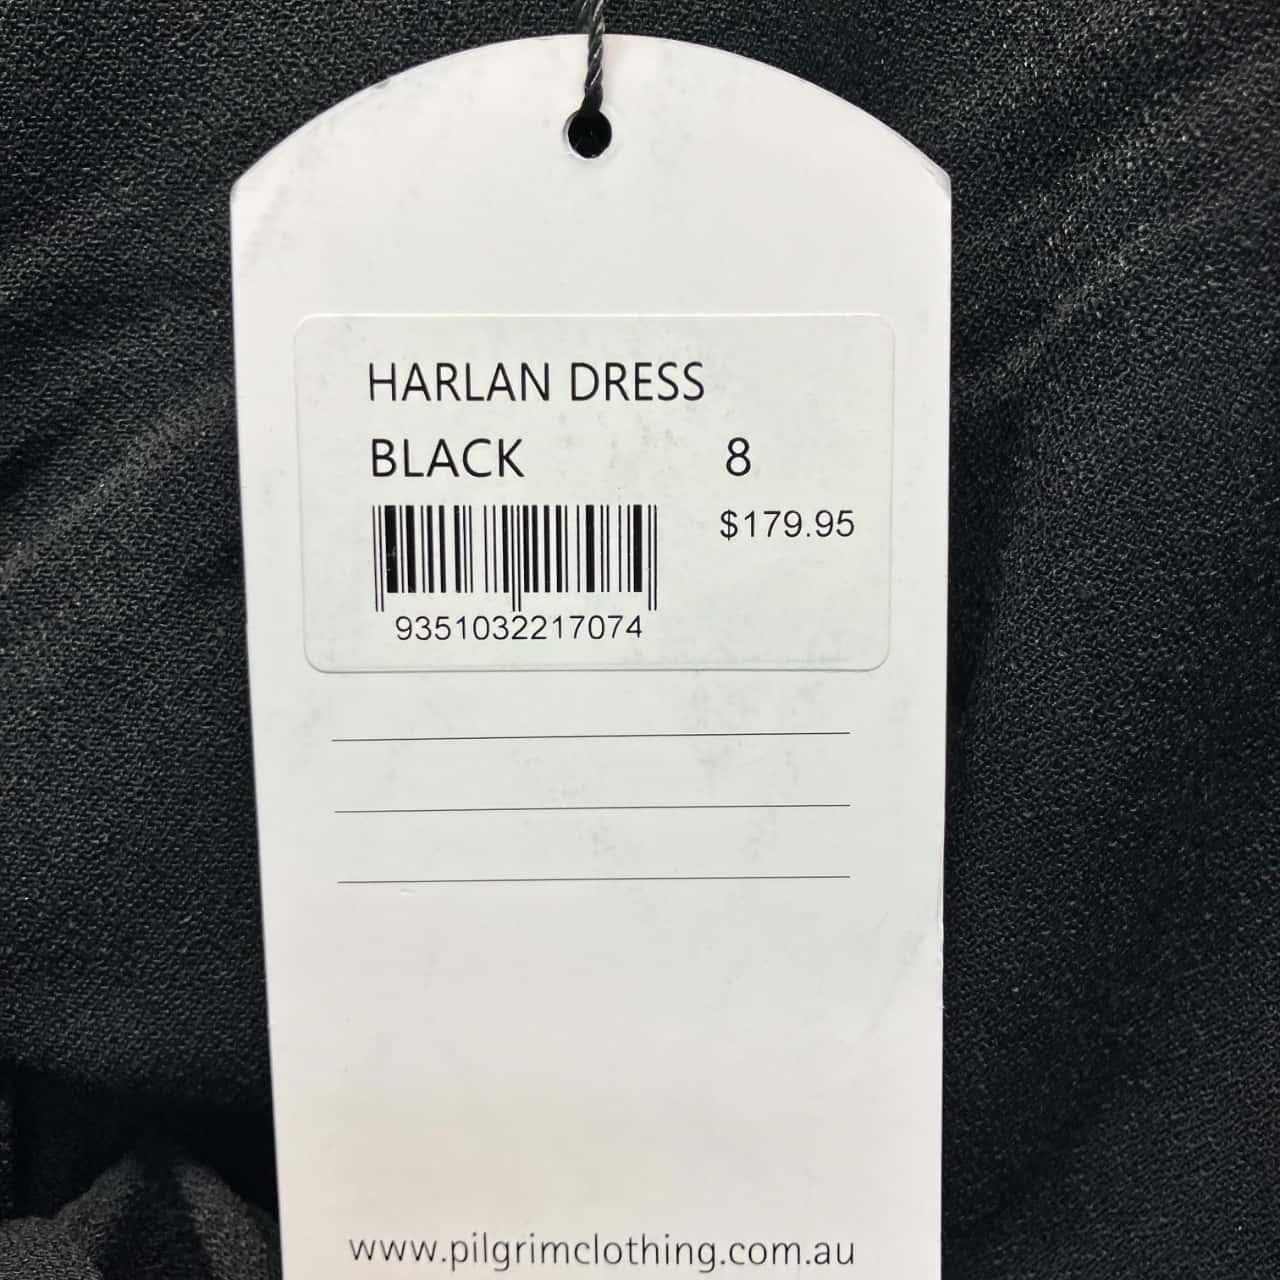 HARLAN DRESS
BLACK 8
$179.95
9351032217074
www.pilgrimclothing.com.au